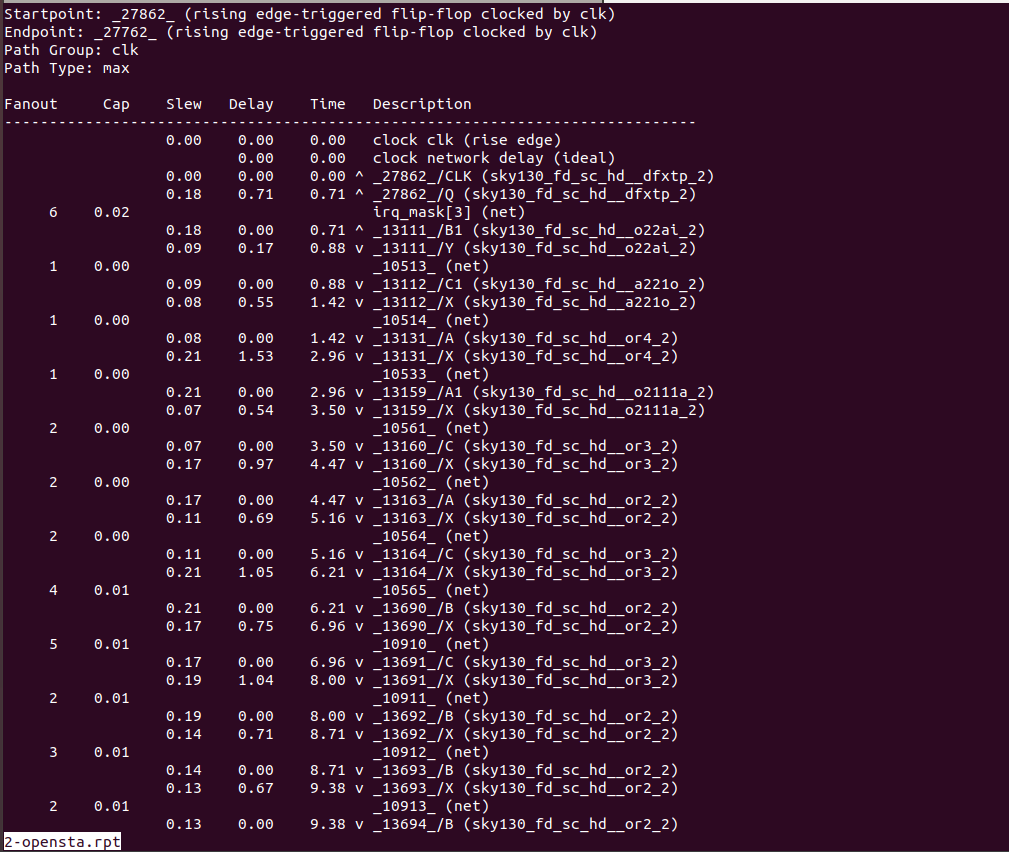 Startpoint: _27862_ (rising edge-triggered flip-flop clocked by clk)
Endpoint: _27762_ (rising edge-triggered flip-flop clocked by clk)
Path Group: clk
Path Type: max
Fanout     Cap    Slew   Delay    Time   Description
-----------------------------------------------------------------------------
                  0.00    0.00    0.00   clock clk (rise edge)
                          0.00    0.00   clock network delay (ideal)
                  0.00    0.00    0.00 ^ _27862_/CLK (sky130_fd_sc_hd__dfxtp_2)
                  0.18    0.71    0.71 ^ _27862_/Q (sky130_fd_sc_hd__dfxtp_2)
     6    0.02                           irq_mask[3] (net)
                  0.18    0.00    0.71 ^ _13111_/B1 (sky130_fd_sc_hd__o22ai_2)
                  0.09    0.17    0.88 v _13111_/Y (sky130_fd_sc_hd__o22ai_2)
     1    0.00                           _10513_ (net)
                  0.09    0.00    0.88 v _13112_/C1 (sky130_fd_sc_hd__a221o_2)
                  0.08    0.55    1.42 v _13112_/X (sky130_fd_sc_hd__a221o_2)
     1    0.00                           _10514_ (net)
                  0.08    0.00    1.42 v _13131_/A (sky130_fd_sc_hd__or4_2)
                  0.21    1.53    2.96 v _13131_/X (sky130_fd_sc_hd__or4_2)
     1    0.00                           _10533_ (net)
                  0.21    0.00    2.96 v _13159_/A1 (sky130_fd_sc_hd__o2111a_2)
                  0.07    0.54    3.50 v _13159_/X (sky130_fd_sc_hd__o2111a_2)
     2    0.00                           _10561_ (net)
                  0.07    0.00    3.50 v _13160_/C (sky130_fd_sc_hd__or3_2)
                  0.17    0.97    4.47 v _13160_/X (sky130_fd_sc_hd__or3_2)
     2    0.00                           _10562_ (net)
                  0.17    0.00    4.47 v _13163_/A (sky130_fd_sc_hd__or2_2)
                  0.11    0.69    5.16 v _13163_/X (sky130_fd_sc_hd__or2_2)
     2    0.00                           _10564_ (net)
                  0.11    0.00    5.16 v _13164_/C (sky130_fd_sc_hd__or3_2)
                  0.21    1.05    6.21 v _13164_/X (sky130_fd_sc_hd__or3_2)
     4    0.01                           _10565_ (net)
                  0.21    0.00    6.21 v _13690_/B (sky130_fd_sc_hd__or2_2)
                  0.17    0.75    6.96 v _13690_/X (sky130_fd_sc_hd__or2_2)
     5    0.01                           _10910_ (net)
                  0.17    0.00    6.96 v _13691_/C (sky130_fd_sc_hd__or3_2)
                  0.19    1.04    8.00 v _13691_/X (sky130_fd_sc_hd__or3_2)
     2    0.01                           _10911_ (net)
                  0.19    0.00    8.00 v _13692_/B (sky130_fd_sc_hd__or2_2)
                  0.14    0.71    8.71 v _13692_/X (sky130_fd_sc_hd__or2_2)
     3    0.01                           _10912_ (net)
                  0.14    0.00    8.71 v _13693_/B (sky130_fd_sc_hd__or2_2)
                  0.13    0.67    9.38 v _13693_/X (sky130_fd_sc_hd__or2_2)
     2    0.01                           _10913_ (net)
                  0.13    0.00    9.38 v _13694_/B (sky130_fd_sc_hd__or2_2)
2-opensta.rpt